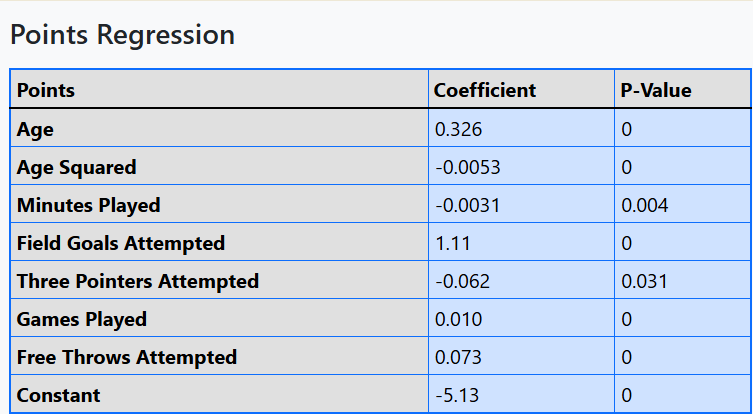 Points Regression
Points Coefficient P-Value
Age 0.326 0
Age Squared -0.0053 0
Minutes Played -0.0031 0.004
Field Goals Attempted 1.11 0
Three Pointers Attempted -0.062 0.031
Games Played 0.010 0
Free Throws Attempted 0.073 0
Constant -5.13 0